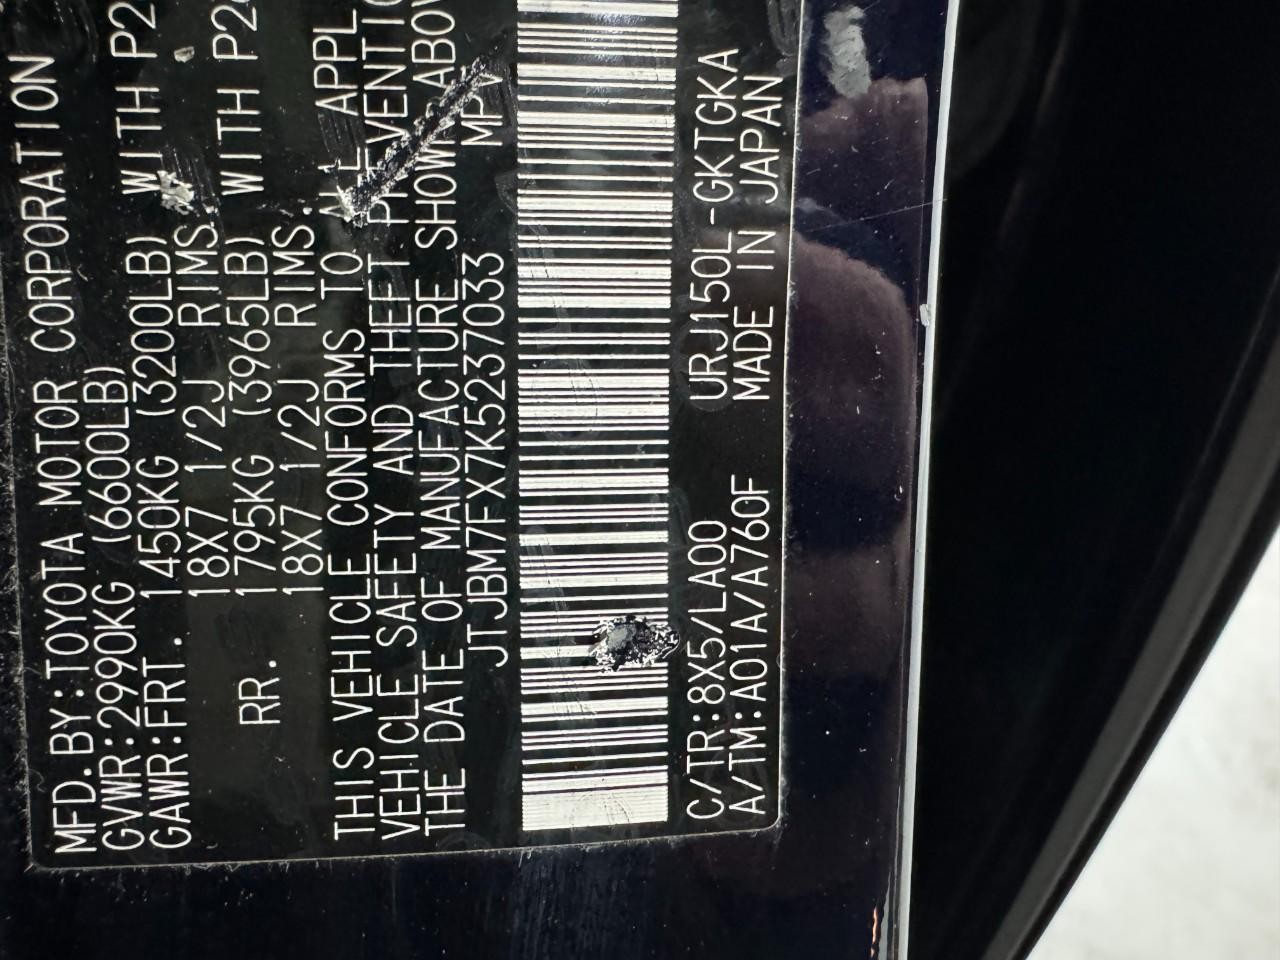 MFD.BY:TOYOTA MOTOR CORPORATION
GVWR:2990KG (6600LB)
GAWR:FRT. 1450KG (3200LB) WITH P2
18X7 1/2J RIMS.
RR. 1795KG (3965LB) WITH P2
18X7 1/2J RIMS.
THIS VEHICLE CONFORMS TO ALL APPL
VEHICLE SAFETY AND THEFT PREVENTIO
THE DATE OF MANUFACTURE SHOWN ABOV
JTJBM7FX7K5237033 MPV
C/TR:8X5/LA00 URJ150L-GKTGKA
A/TM:A01A/A760F MADE IN JAPAN